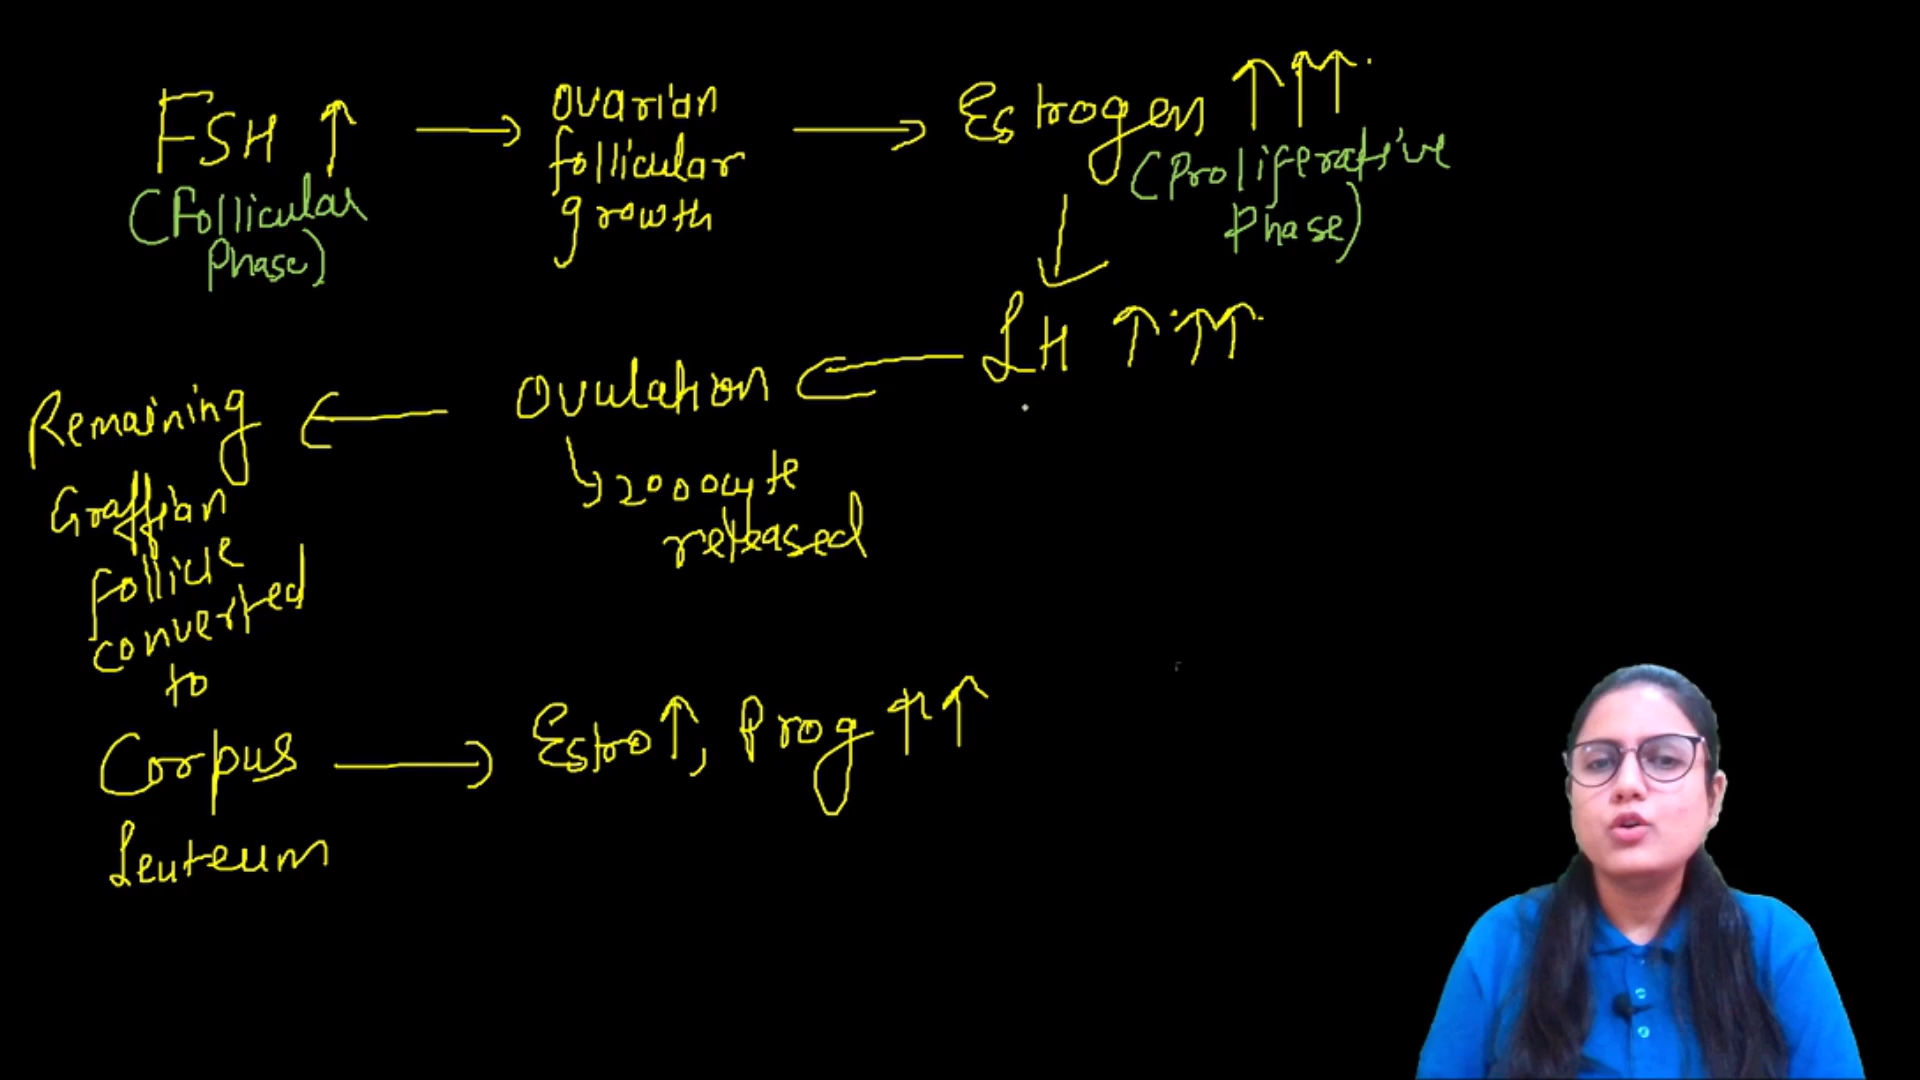 FSH ↑ → ovarian follicular growth → Estrogen ↑↑↑
(Follicular Phase)
(Proliferative Phase)
↓
LH ↑↑↑
Ovulation ←
↳ 2° oocyte released
Remaining ←
Graffian
follicle
converted
to
Corpus → Estro↑, Prog ↑↑
Leuteum